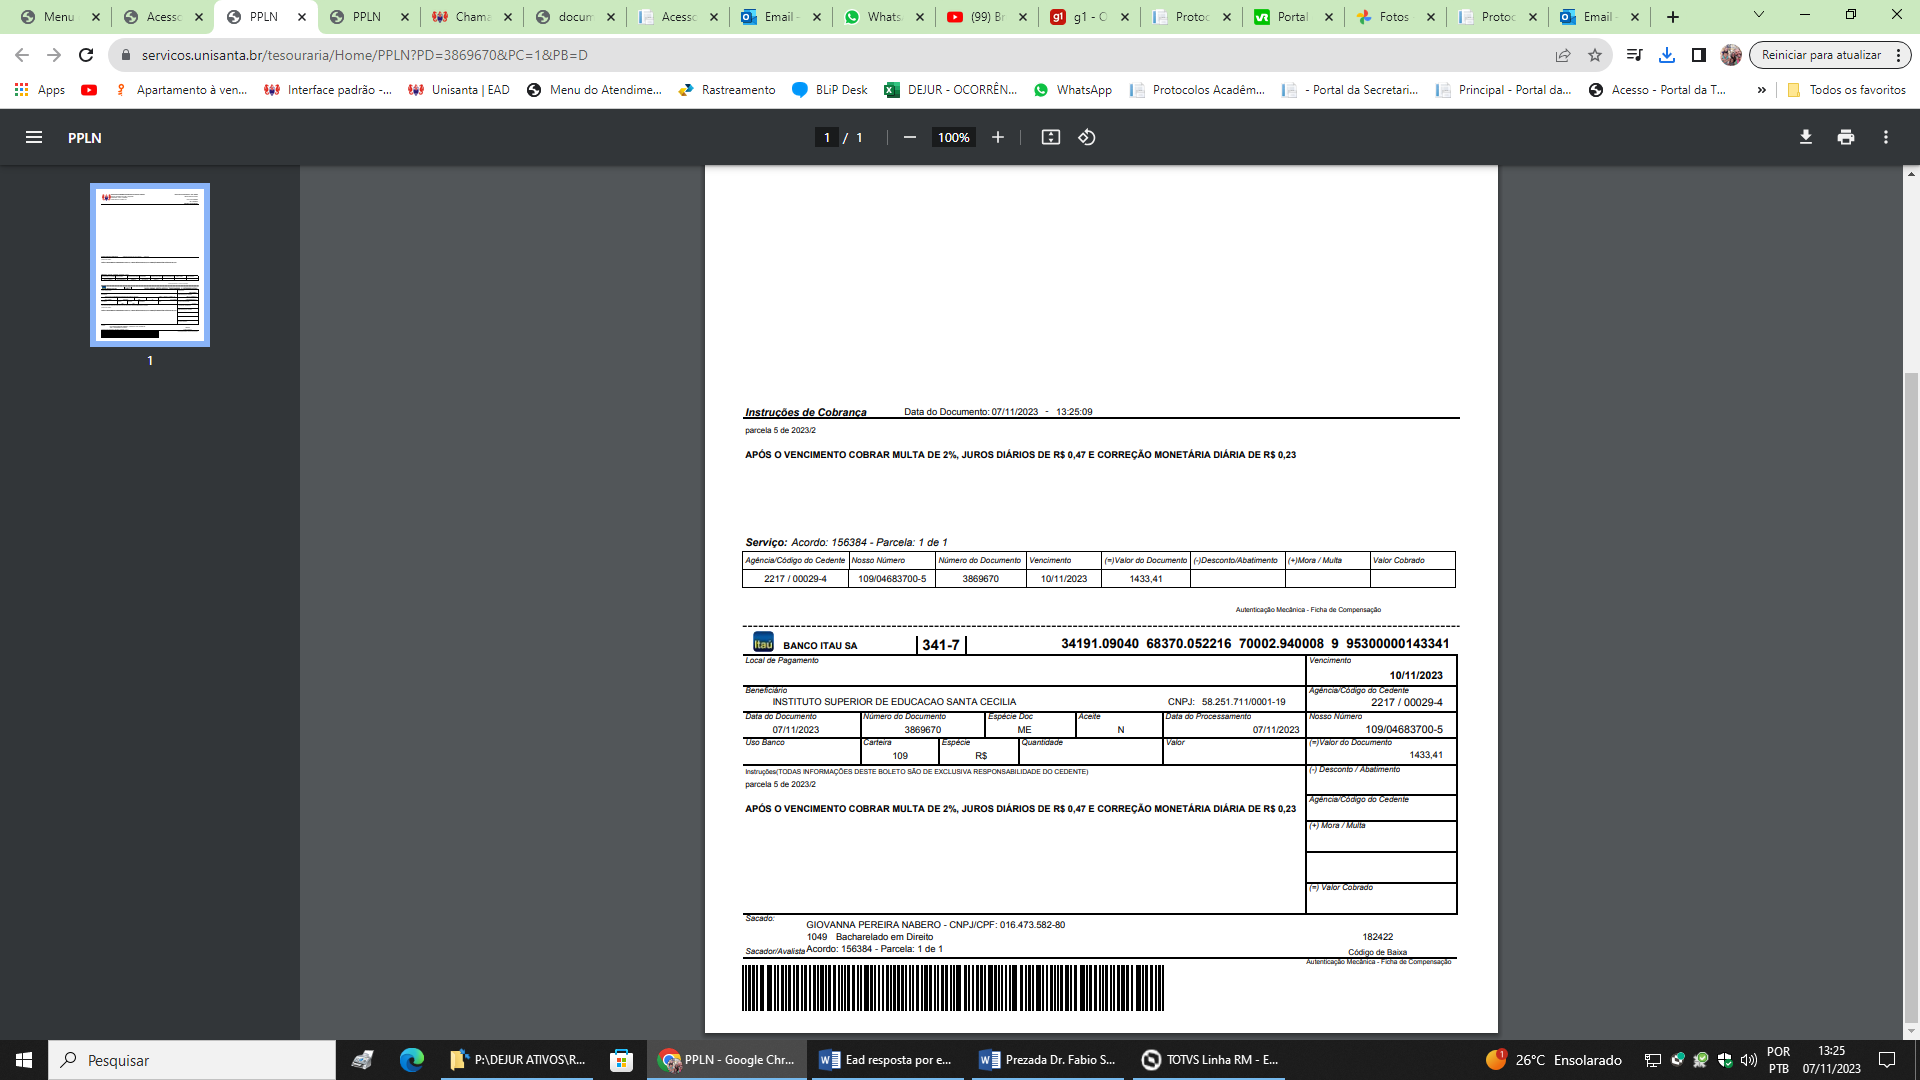 Menu
Acesso
PPLN
PPLN
Chama
docum
Acesso
Email -
Whats
(99) Br
g1 - O
Protoc
Portal
Fotos
Protoc
Email -
servicos.unisanta.br/tesouraria/Home/PPLN?PD=3869670&PC=1&PB=D
Reiniciar para atualizar
Apps
Apartamento à ven...
Interface padrão -...
Unisanta | EAD
Menu do Atendime...
Rastreamento
BLiP Desk
DEJUR - OCORRÊN...
WhatsApp
Protocolos Acadêm...
- Portal da Secretari...
Principal - Portal da...
Acesso - Portal da T...
»
Todos os favoritos
PPLN
1 / 1
100%
1
Instruções de Cobrança Data do Documento: 07/11/2023 - 13:25:09
parcela 5 de 2023/2
APÓS O VENCIMENTO COBRAR MULTA DE 2%, JUROS DIÁRIOS DE R$ 0,47 E CORREÇÃO MONETÁRIA DIÁRIA DE R$ 0,23
Serviço: Acordo: 156384 - Parcela: 1 de 1
Agência/Código do Cedente Nosso Número Número do Documento Vencimento (=)Valor do Documento (-)Desconto/Abatimento (+)Mora / Multa Valor Cobrado
2217 / 00029-4 109/04683700-5 3869670 10/11/2023 1433,41
Autenticação Mecânica - Ficha de Compensação
Itaú BANCO ITAU SA 341-7 34191.09040 68370.052216 70002.940008 9 95300000143341
Local de Pagamento Vencimento
10/11/2023
Beneficiário Agência/Código do Cedente
INSTITUTO SUPERIOR DE EDUCACAO SANTA CECILIA CNPJ: 58.251.711/0001-19 2217 / 00029-4
Data do Documento Número do Documento Espécie Doc Aceite Data do Processamento Nosso Número
07/11/2023 3869670 ME N 07/11/2023 109/04683700-5
Uso Banco Carteira Espécie Quantidade Valor (=)Valor do Documento
109 R$ 1433,41
Instruções(TODAS INFORMAÇÕES DESTE BOLETO SÃO DE EXCLUSIVA RESPONSABILIDADE DO CEDENTE) (-) Desconto / Abatimento
parcela 5 de 2023/2
Agência/Código do Cedente
APÓS O VENCIMENTO COBRAR MULTA DE 2%, JUROS DIÁRIOS DE R$ 0,47 E CORREÇÃO MONETÁRIA DIÁRIA DE R$ 0,23
(+) Mora / Multa
(=) Valor Cobrado
Sacado:
GIOVANNA PEREIRA NABERO - CNPJ/CPF: 016.473.582-80
1049 Bacharelado em Direito 182422
Sacador/Avalista Acordo: 156384 - Parcela: 1 de 1 Código de Baixa
Autenticação Mecânica - Ficha de Compensação
Pesquisar
P:\DEJUR ATIVOS\R...
PPLN - Google Chr...
Ead resposta por e...
Prezada Dr. Fabio S...
TOTVS Linha RM - E...
1
26°C Ensolarado
POR
PTB
13:25
07/11/2023